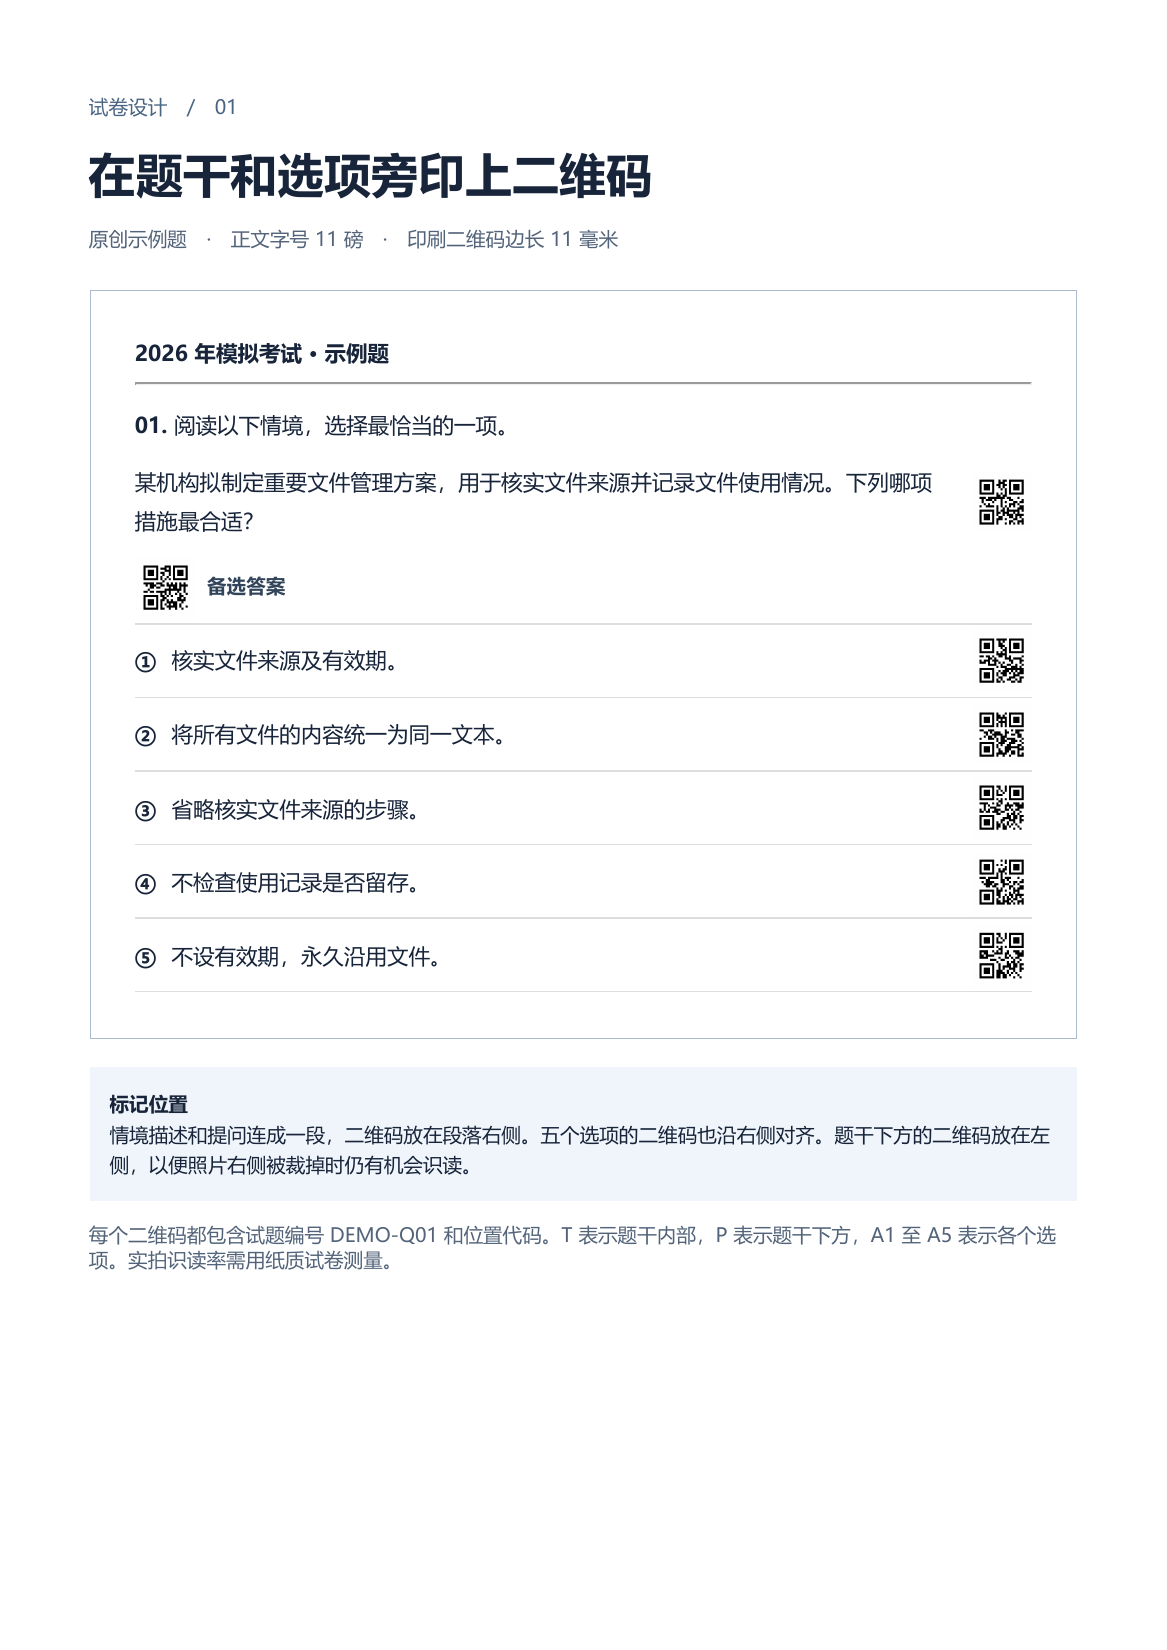 试卷设计 / 01
在题干和选项旁印上二维码
原创示例题 · 正文字号 11 磅 · 印刷二维码边长 11 毫米
2026 年模拟考试 • 示例题
01. 阅读以下情境，选择最恰当的一项。
某机构拟制定重要文件管理方案，用于核实文件来源并记录文件使用情况。下列哪项
措施最合适？
备选答案
① 核实文件来源及有效期。
② 将所有文件的内容统一为同一文本。
③ 省略核实文件来源的步骤。
④ 不检查使用记录是否留存。
⑤ 不设有效期，永久沿用文件。
标记位置
情境描述和提问连成一段，二维码放在段落右侧。五个选项的二维码也沿右侧对齐。题干下方的二维码放在左
侧，以便照片右侧被裁掉时仍有机会识读。
每个二维码都包含试题编号 DEMO-Q01 和位置代码。T 表示题干内部，P 表示题干下方，A1 至 A5 表示各个选
项。实拍识读率需用纸质试卷测量。